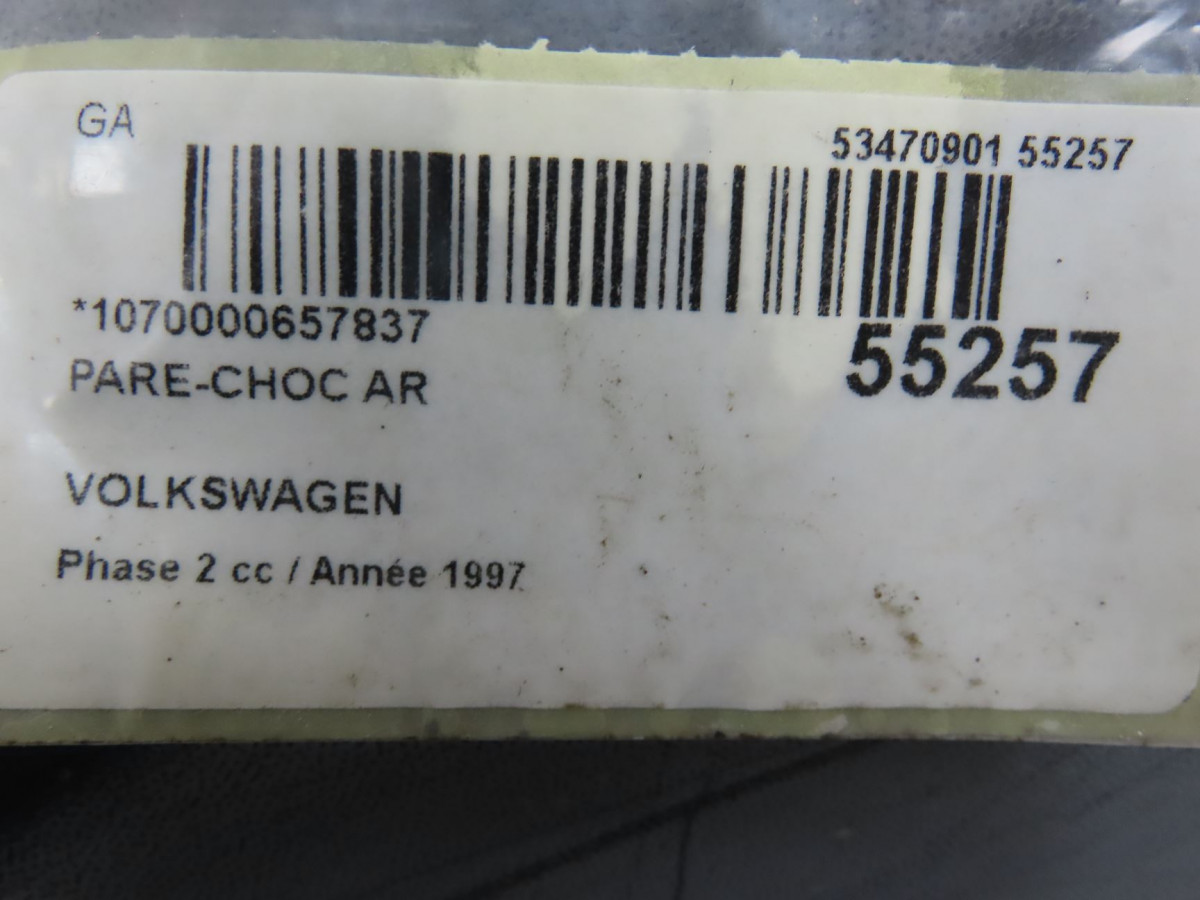 GA
53470901 55257
*1070000657837
55257
PARE-CHOC AR
VOLKSWAGEN
Phase 2 cc / Année 1997